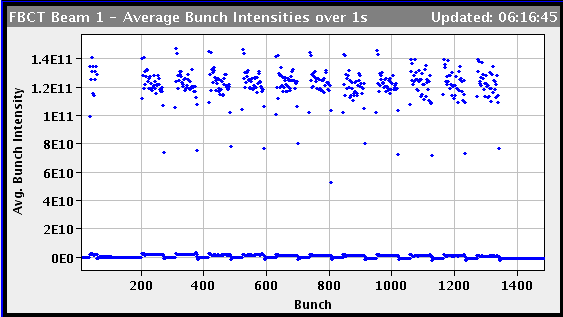 FBCT Beam 1 - Average Bunch Intensities over 1s Updated: 06:16:45
1.4E11
1.2E11
1E11
8E10
6E10
4E10
2E10
0E0
Avg. Bunch Intensity
200 400 600 800 1000 1200 1400
Bunch